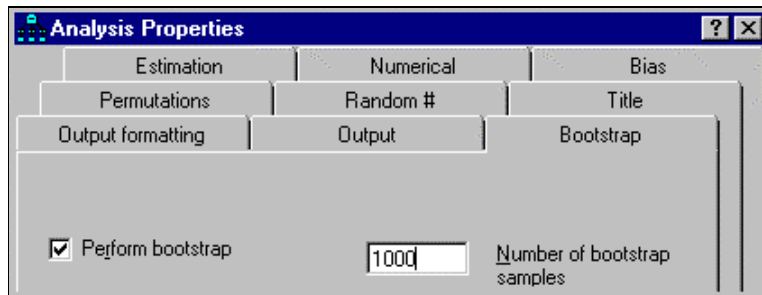 Analysis Properties
Estimation Numerical Bias
Permutations Random # Title
Output formatting Output Bootstrap
Perform bootstrap 1000 Number of bootstrap
samples